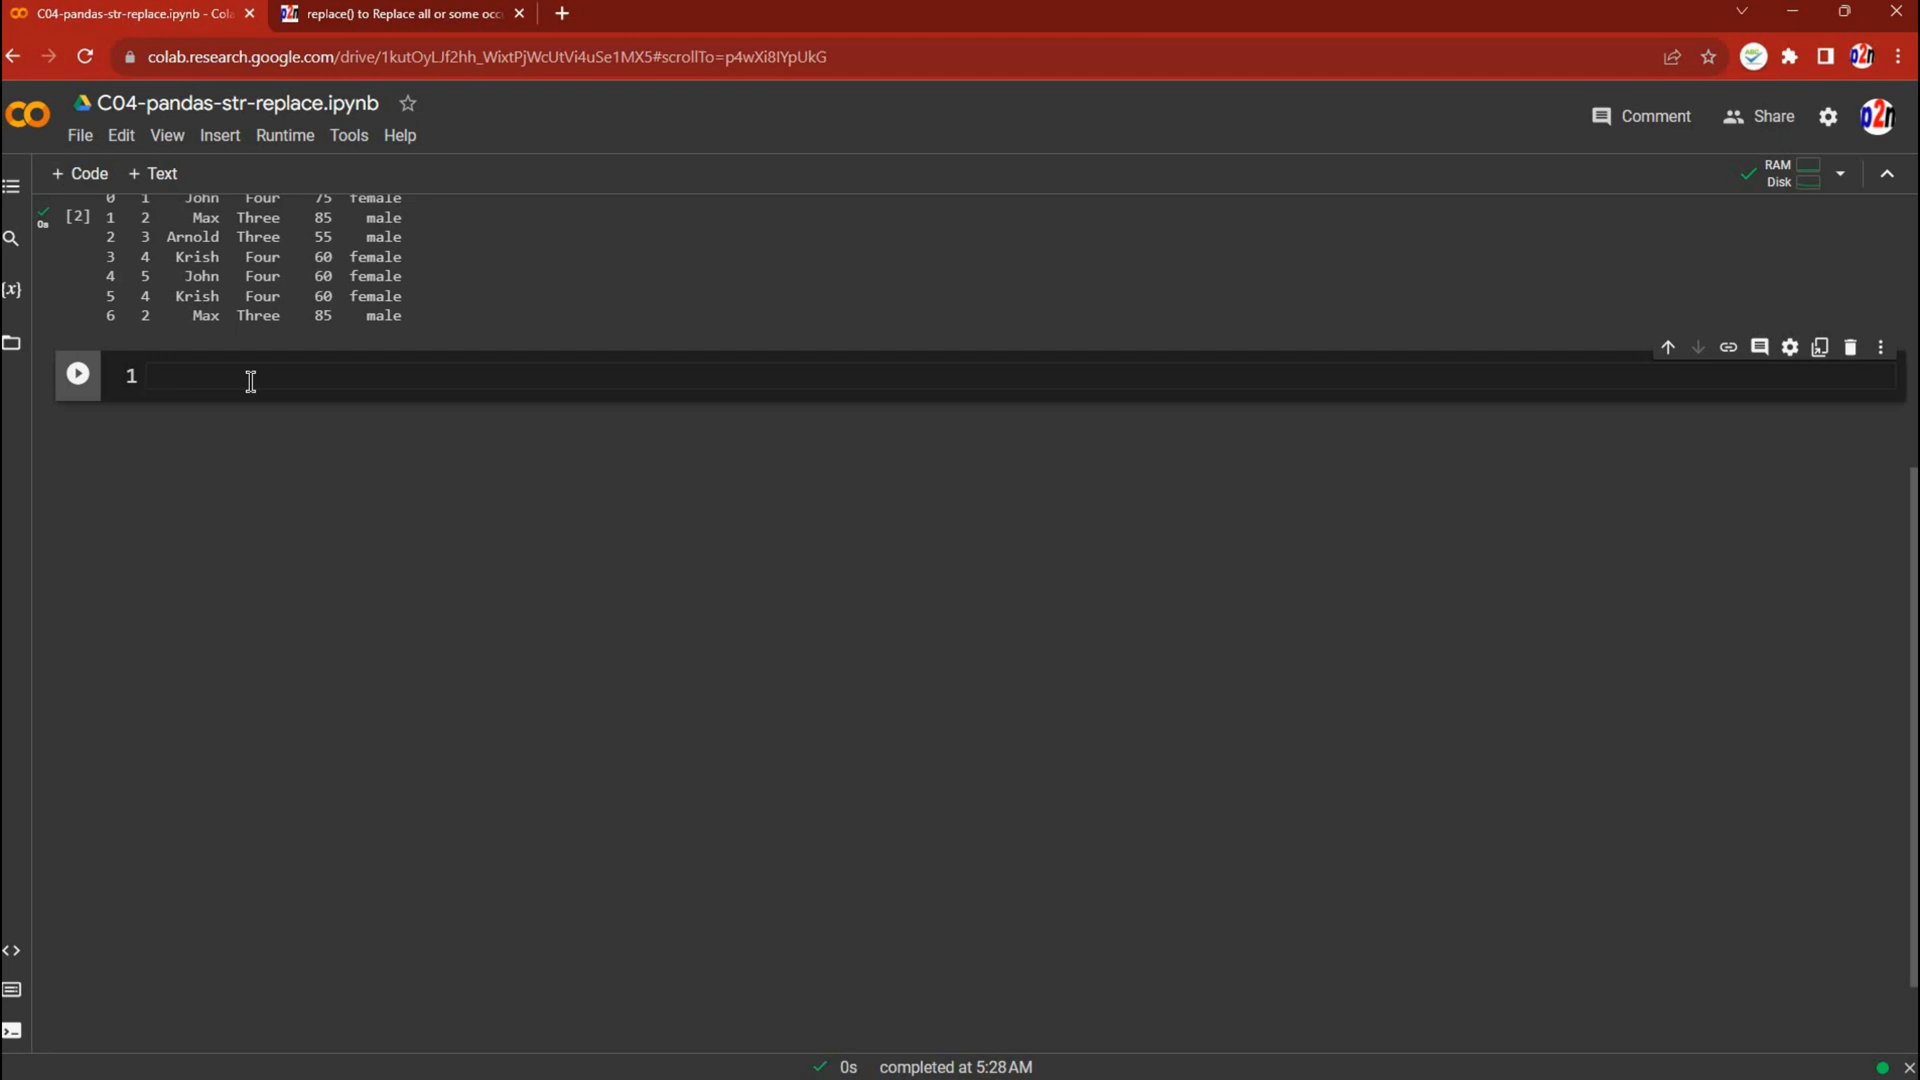 C04-pandas-str-replace.ipynb - Col
replace() to Replace all or some occ
colab.research.google.com/drive/1kutOyLJf2hh_WixtPjWcUtVi4uSe1MX5#scrollTo=p4wXi8IYpUkG
C04-pandas-str-replace.ipynb
File Edit View Insert Runtime Tools Help
Comment
Share
+ Code + Text
RAM
Disk
0 1 John Four 75 female
[2] 1 2 Max Three 85 male
0s
2 3 Arnold Three 55 male
3 4 Krish Four 60 female
4 5 John Four 60 female
5 4 Krish Four 60 female
6 2 Max Three 85 male
1
0s completed at 5:28 AM